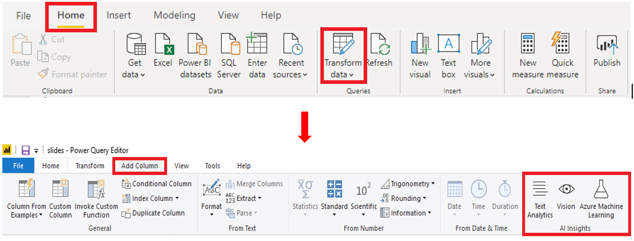 File Home Insert Modeling View Help
Paste Cut Copy Format painter Get data Excel Power BI datasets SQL Server Enter data Recent sources Transform data Refresh New visual Text box More visuals New measure Quick measure Publish
Clipboard Data Queries Insert Calculations Share
slides - Power Query Editor
File Home Transform Add Column View Tools Help
Column From Examples Custom Column Invoke Custom Function Conditional Column Index Column Duplicate Column ABC Format Merge Columns ABC 123 Extract Parse XΣσ Statistics Standard 10² Scientific Trigonometry Rounding Information Date Time Duration Text Analytics Vision Azure Machine Learning
General From Text From Number From Date & Time AI Insights